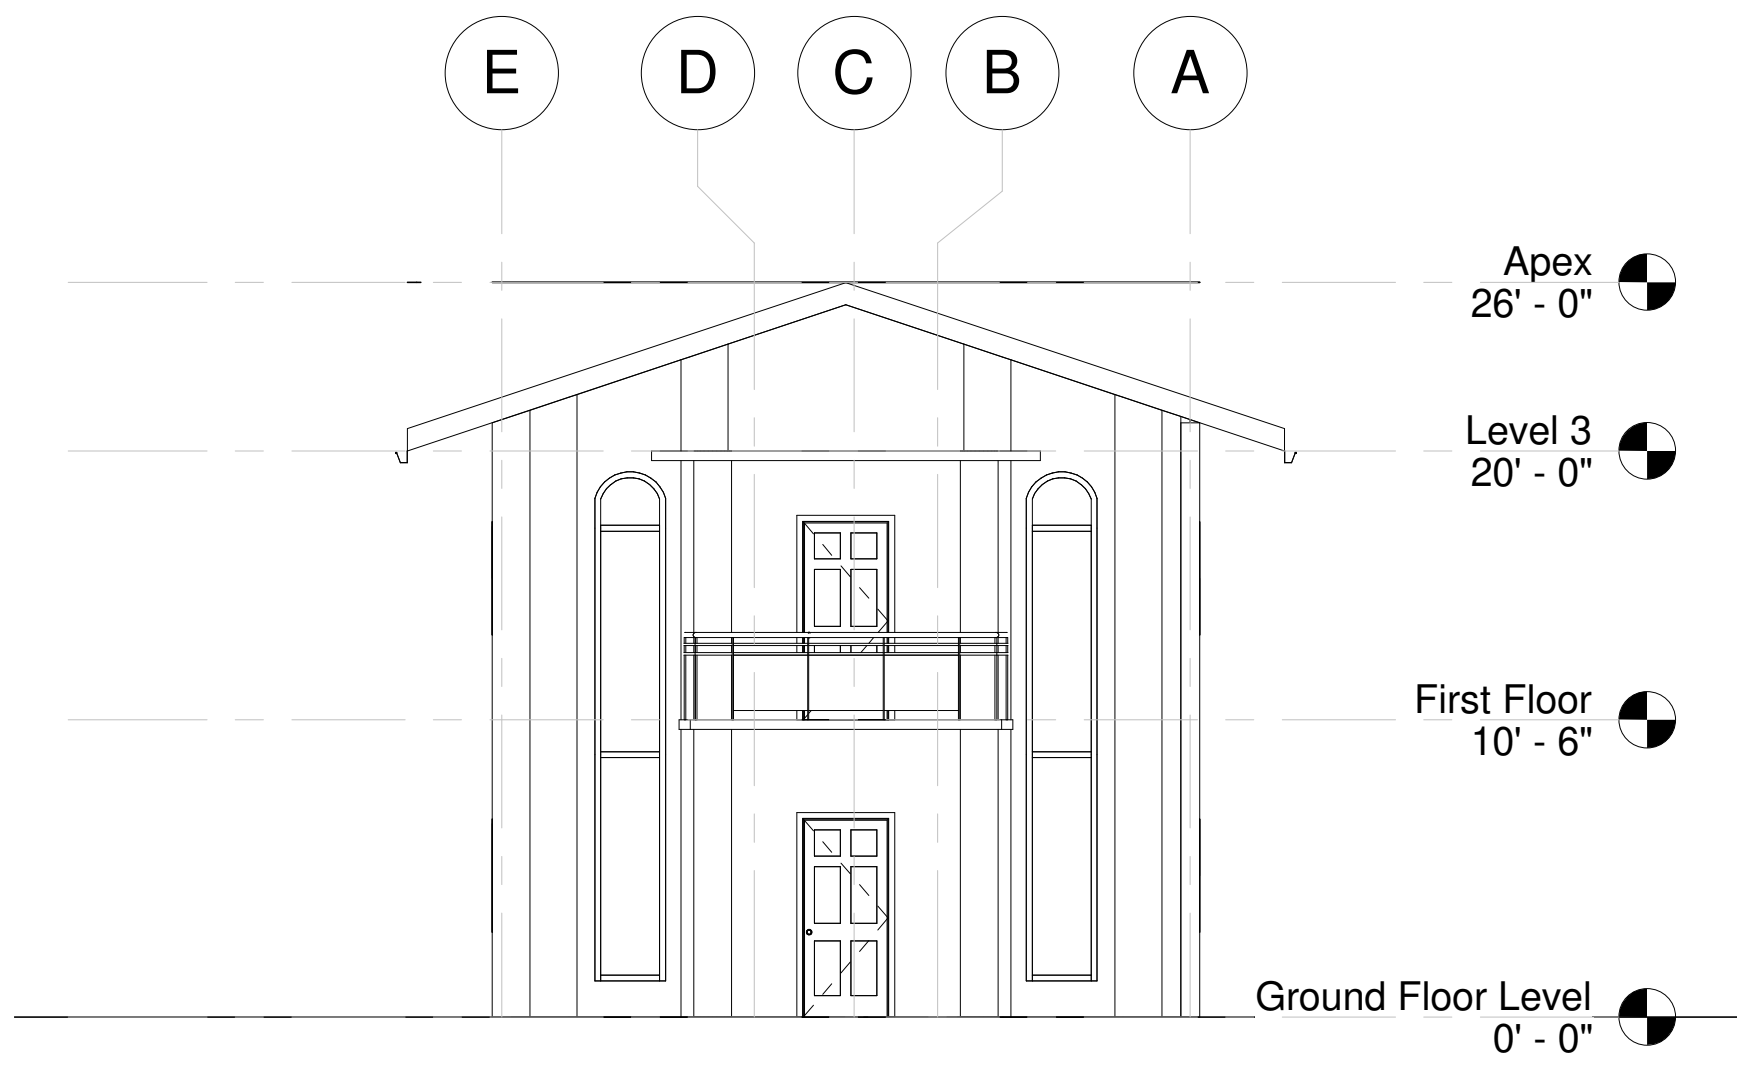 E D C B A
Apex
26' - 0"
Level 3
20' - 0"
First Floor
10' - 6"
Ground Floor Level
0' - 0"